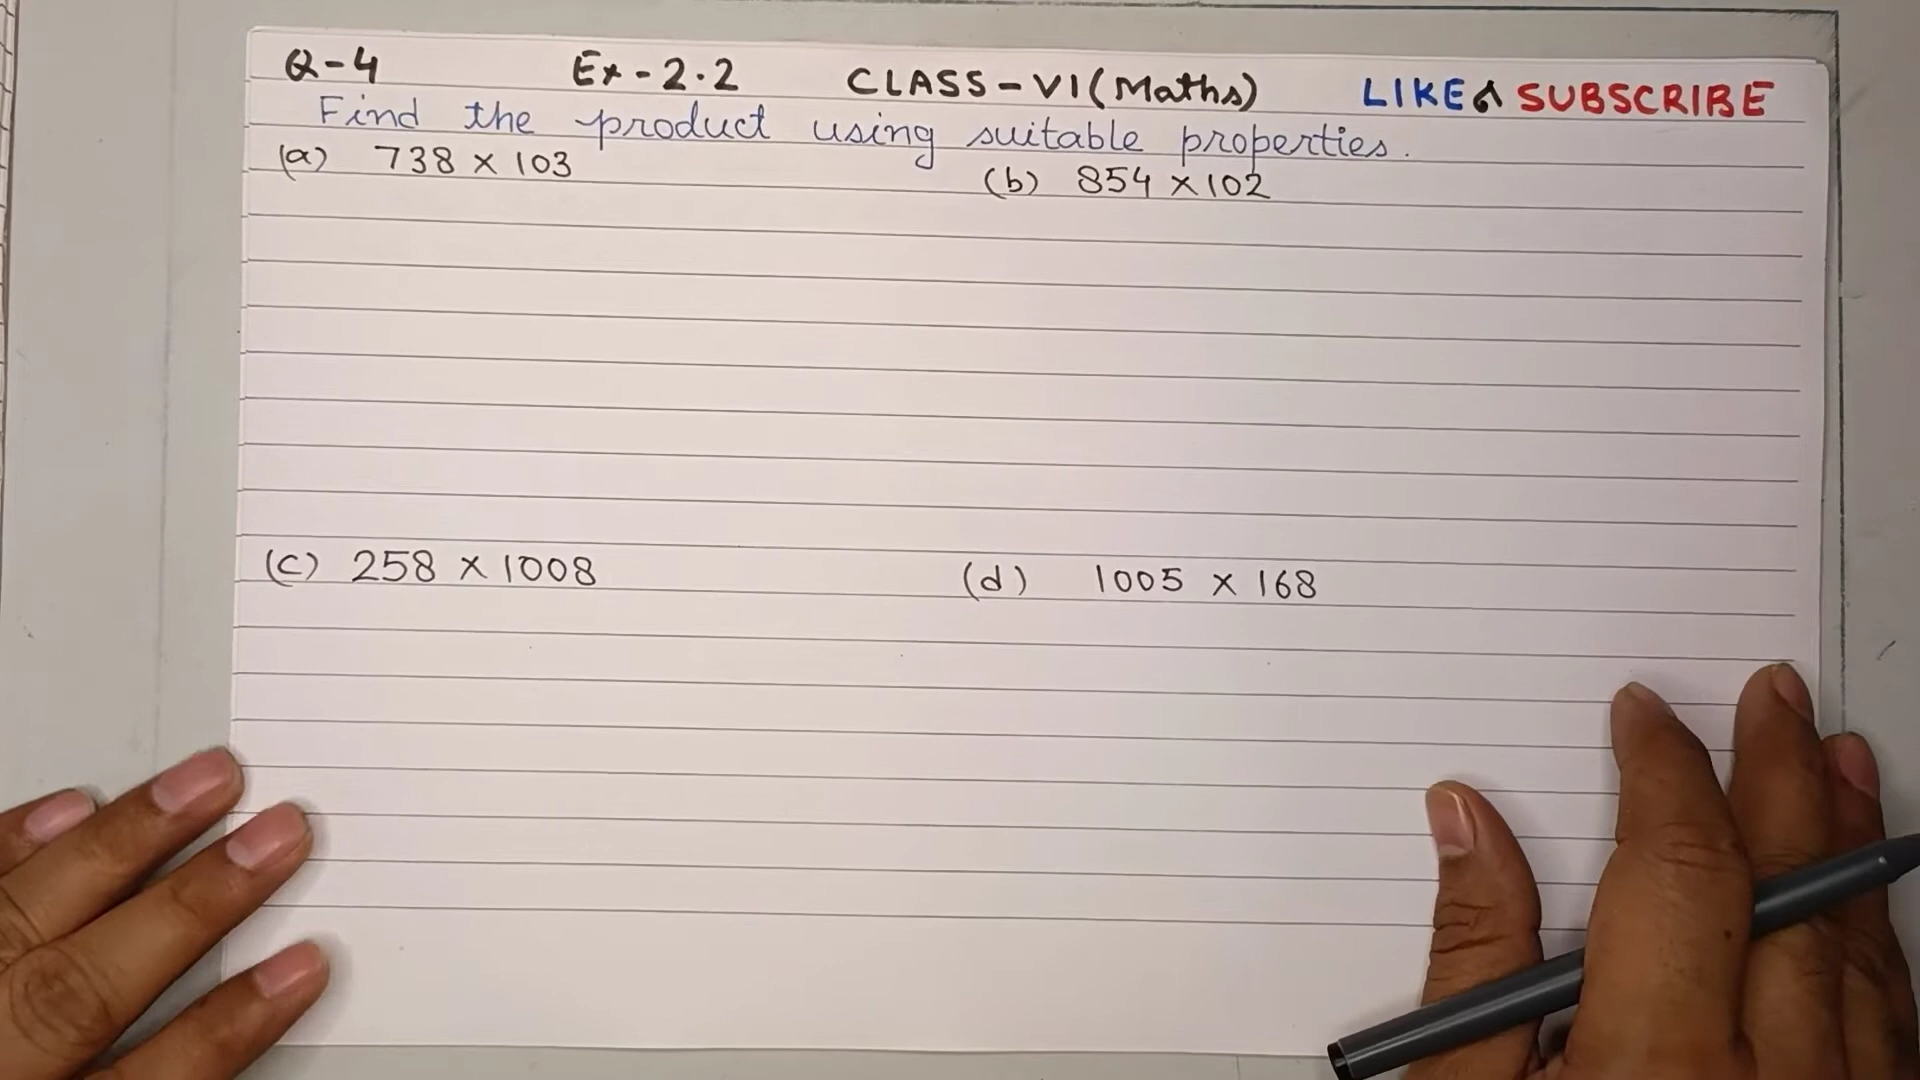 Q-4 Ex-2.2 CLASS-VI (Maths) LIKE & SUBSCRIBE
Find the product using suitable properties.
(a) 738 × 103 (b) 854 × 102
(c) 258 × 1008 (d) 1005 × 168